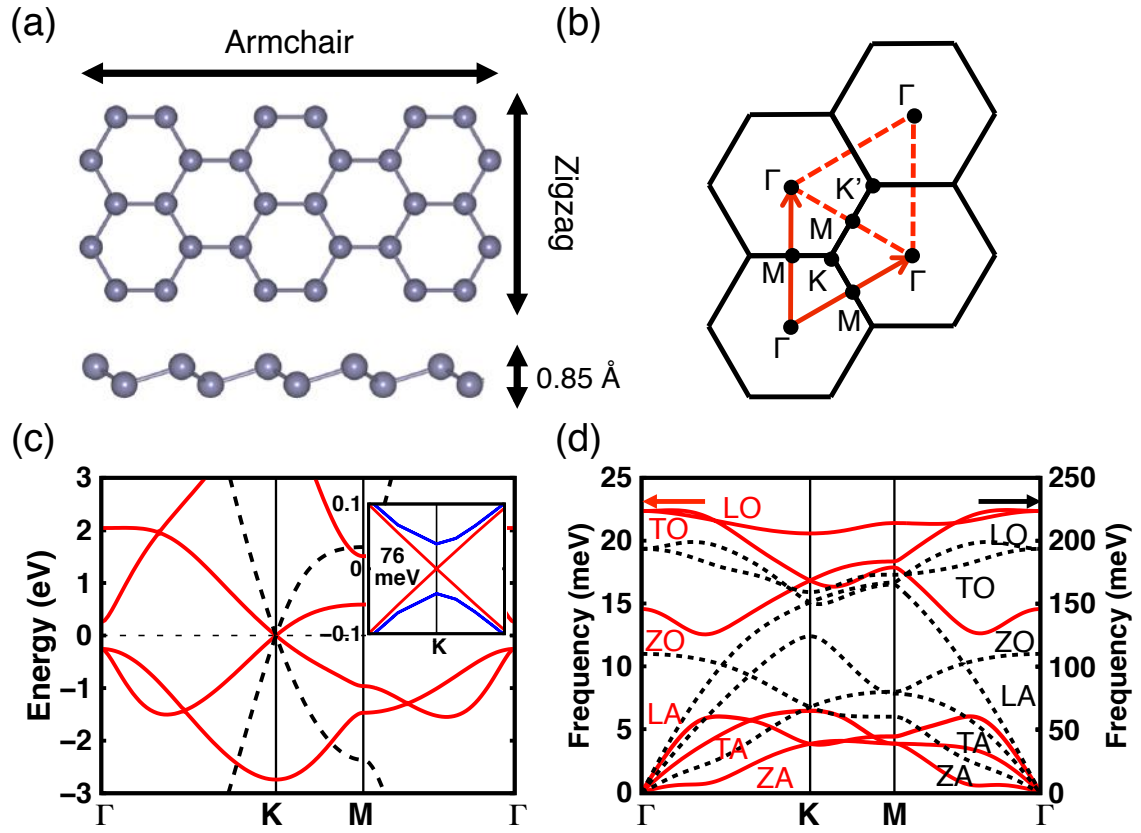 (a)
Armchair
Zigzag
0.85 Å
(b)
Γ
Γ
K'
M
M
K
Γ
M
Γ
(c)
Energy (eV)
3
2
1
0
−1
−2
−3
Γ
K
M
Γ
0.1
0
−0.1
76
meV
K
(d)
Frequency (meV)
25
20
15
10
5
0
LO
TO
ZO
LA
TA
ZA
Γ
K
M
Γ
LO
TO
ZO
LA
TA
ZA
250
200
150
100
50
0
Frequency (meV)